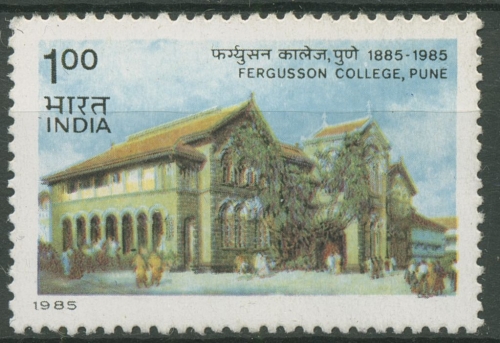 1.00
भारत
INDIA
फर्ग्युसन कालेज, पुणे 1885-1985
FERGUSSON COLLEGE, PUNE
1985